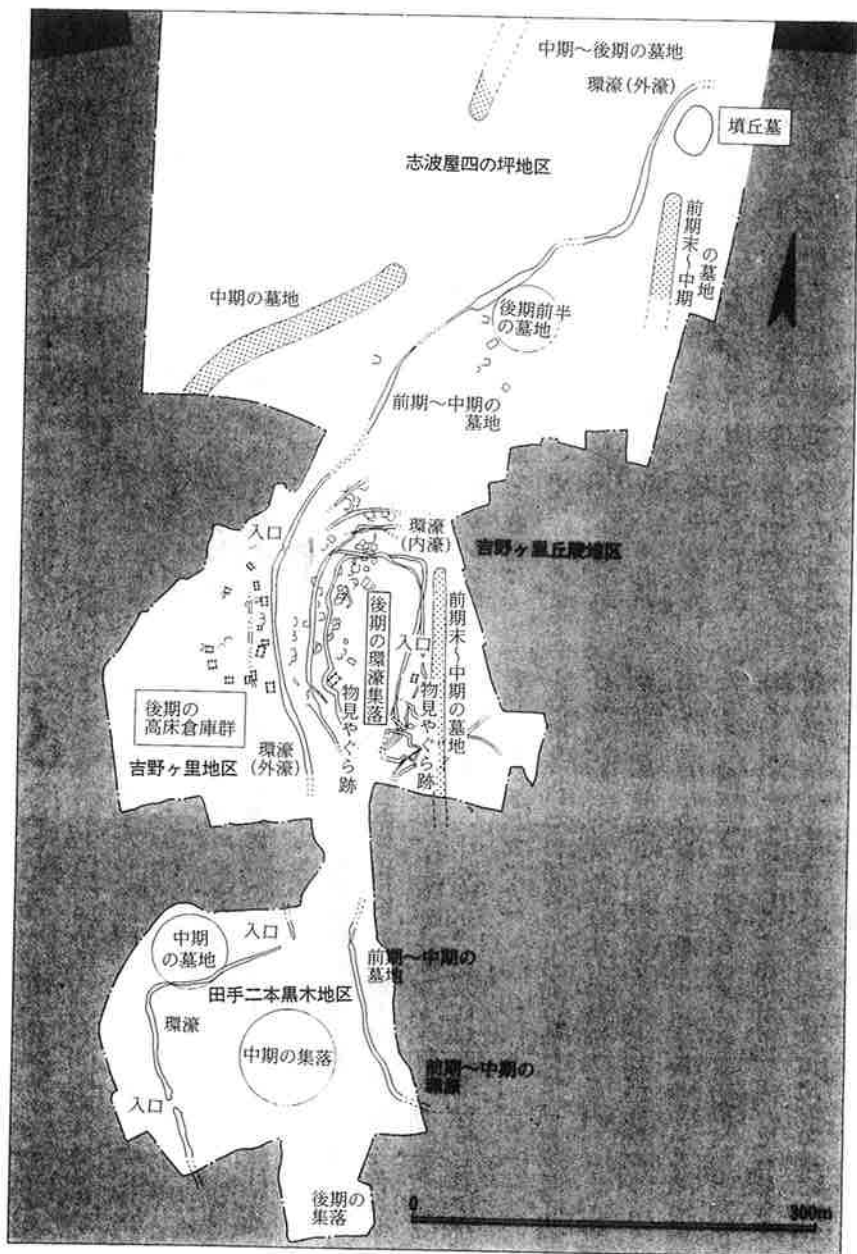 中期～後期の墓地
環濠(外濠)
墳丘墓
志波屋四の坪地区
前期末～中期
の墓地
中期の墓地
後期前半
の墓地
前期～中期の
墓地
入口
環濠
(内濠)
吉野ヶ里丘陵地区
後期の環濠集落
入口
前期末～中期の墓地
物見やぐら跡
物見やぐら跡
後期の
高床倉庫群
環濠
(外濠)
吉野ヶ里地区
中期
の墓地
入口
前期～中期の
墓地
田手二本黒木地区
環濠
中期の集落
前期～中期の
環濠
入口
後期の
集落
0
300m